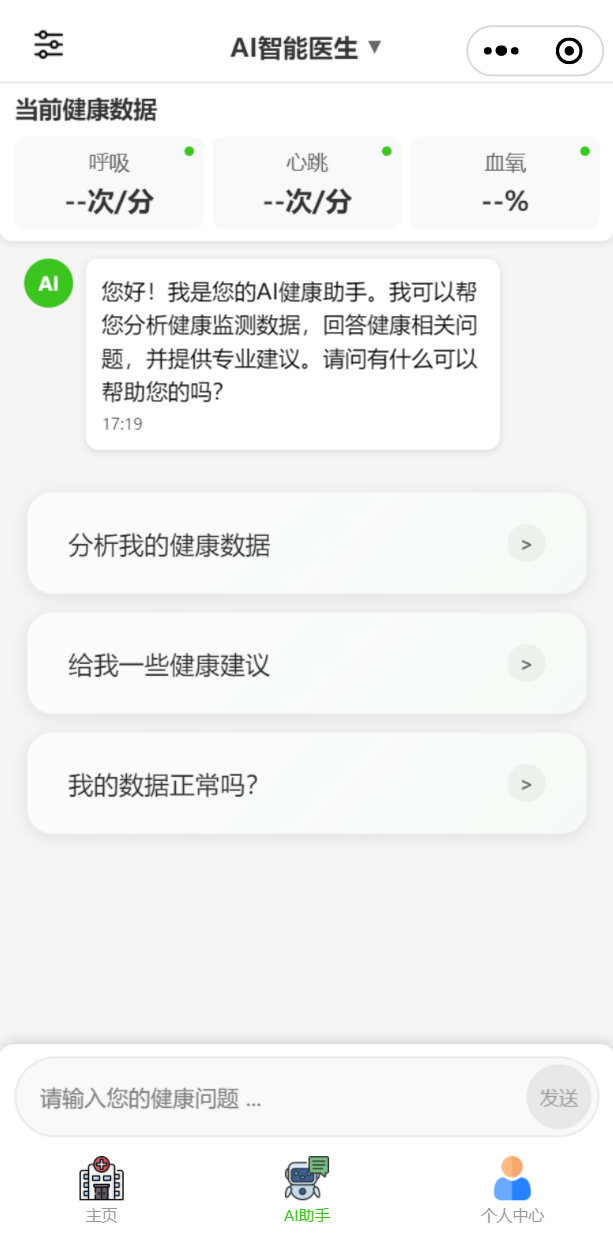 AI智能医生 ▼
当前健康数据
呼吸 心跳 血氧
--次/分 --次/分 --%
AI
您好！我是您的AI健康助手。我可以帮
您分析健康监测数据，回答健康相关问
题，并提供专业建议。请问有什么可以
帮助您的吗？
17:19
分析我的健康数据 >
给我一些健康建议 >
我的数据正常吗？ >
请输入您的健康问题 ... 发送
主页 AI助手 个人中心